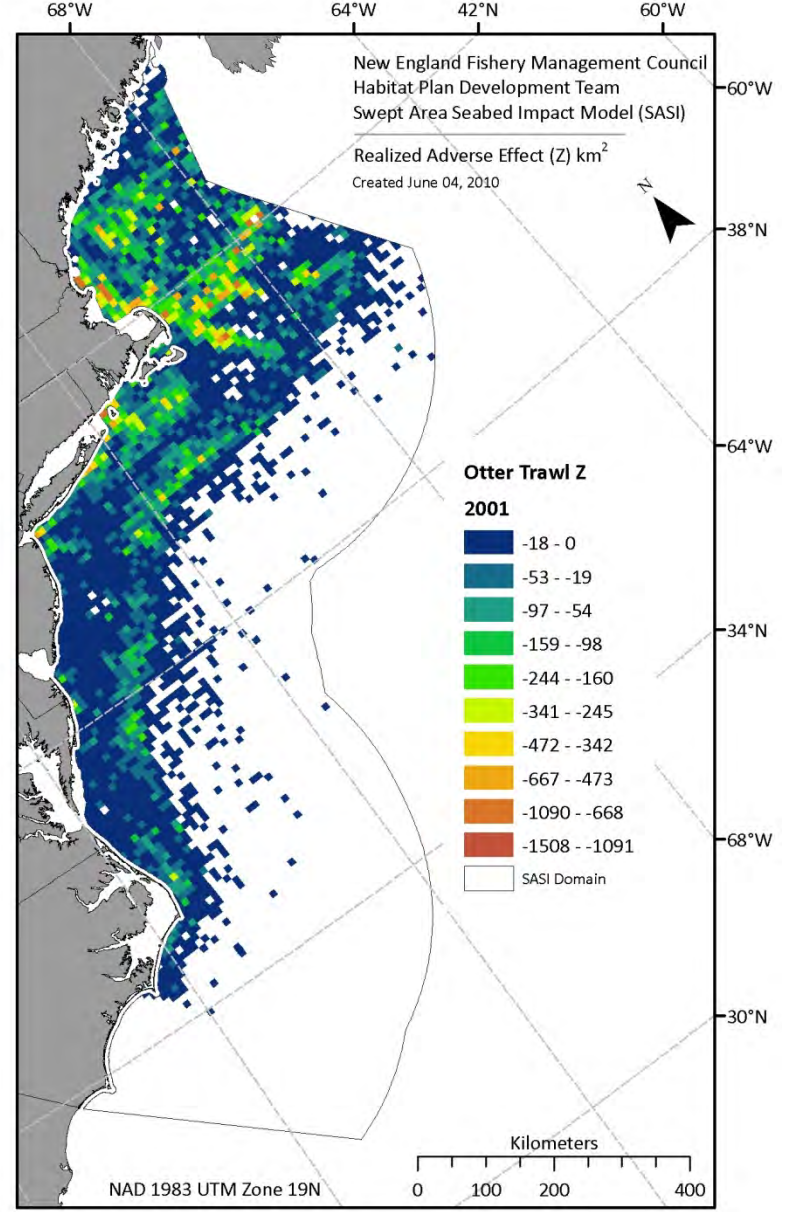 68°W 64°W 42°N 60°W
New England Fishery Management Council
Habitat Plan Development Team
Swept Area Seabed Impact Model (SASI)
Realized Adverse Effect (Z) km²
Created June 04, 2010
N
60°W
38°N
64°W
34°N
68°W
30°N
Otter Trawl Z
2001
-18 - 0
-53 - -19
-97 - -54
-159 - -98
-244 - -160
-341 - -245
-472 - -342
-667 - -473
-1090 - -668
-1508 - -1091
SASI Domain
Kilometers
0 100 200 400
NAD 1983 UTM Zone 19N